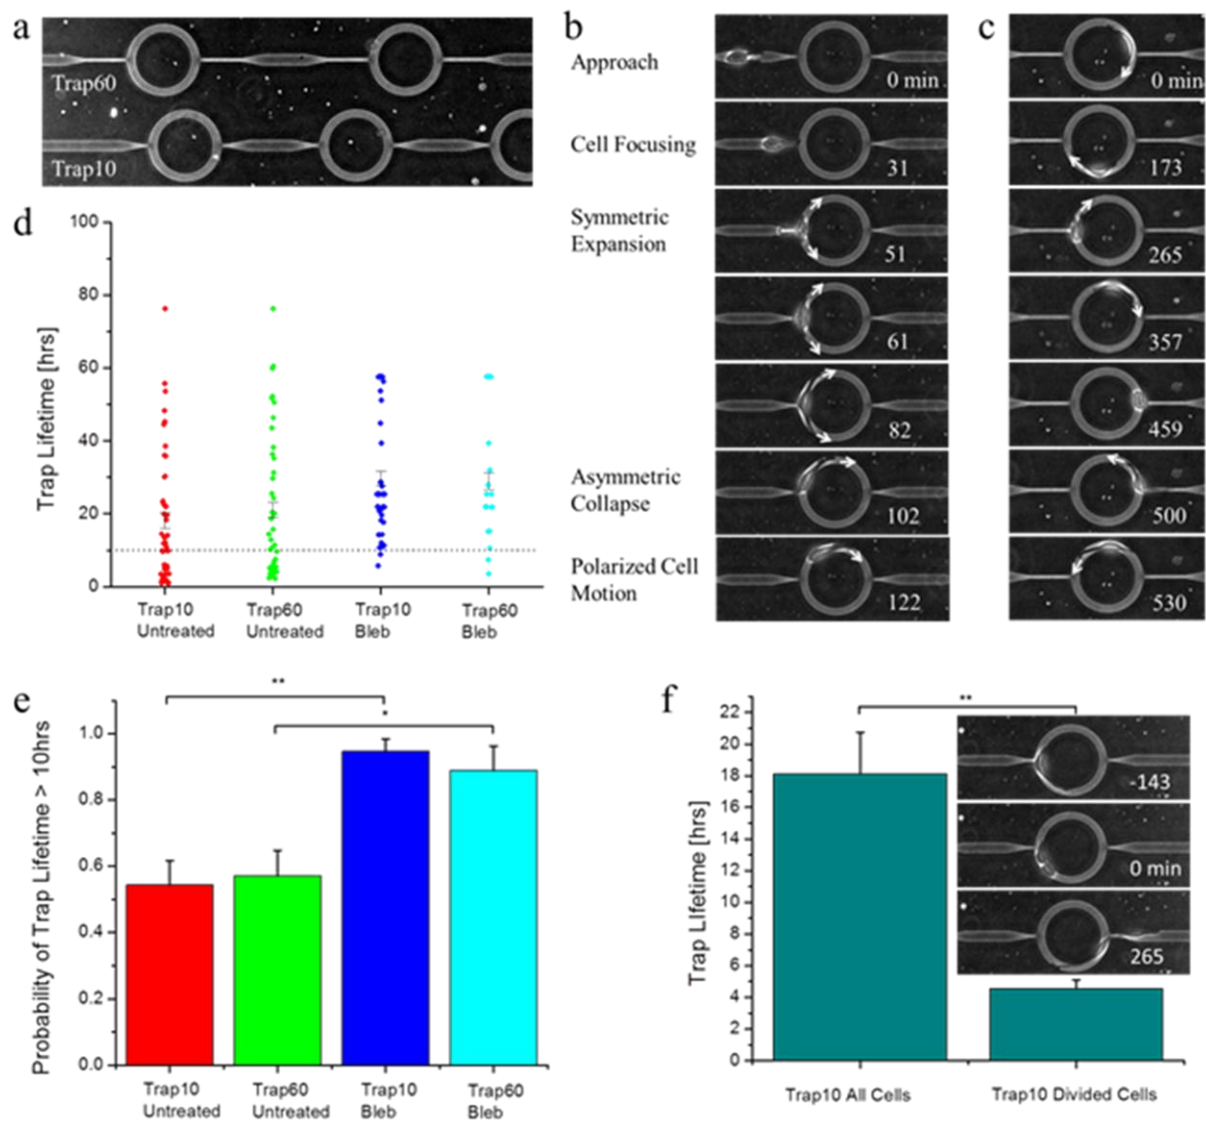 a
Trap60
Trap10
b
Approach
0 min
Cell Focusing
31
Symmetric
Expansion
51
61
82
Asymmetric
Collapse
102
Polarized Cell
Motion
122
c
0 min
173
265
357
459
500
530
d
Trap Lifetime [hrs]
100
80
60
40
20
0
Trap10
Untreated
Trap60
Untreated
Trap10
Bleb
Trap60
Bleb
e
Probability of Trap Lifetime > 10hrs
**
*
1.0
0.8
0.6
0.4
0.2
0.0
Trap10
Untreated
Trap60
Untreated
Trap10
Bleb
Trap60
Bleb
f
Trap LIfetime [hrs]
**
22
20
18
16
14
12
10
8
6
4
2
0
-143
0 min
265
Trap10 All Cells
Trap10 Divided Cells